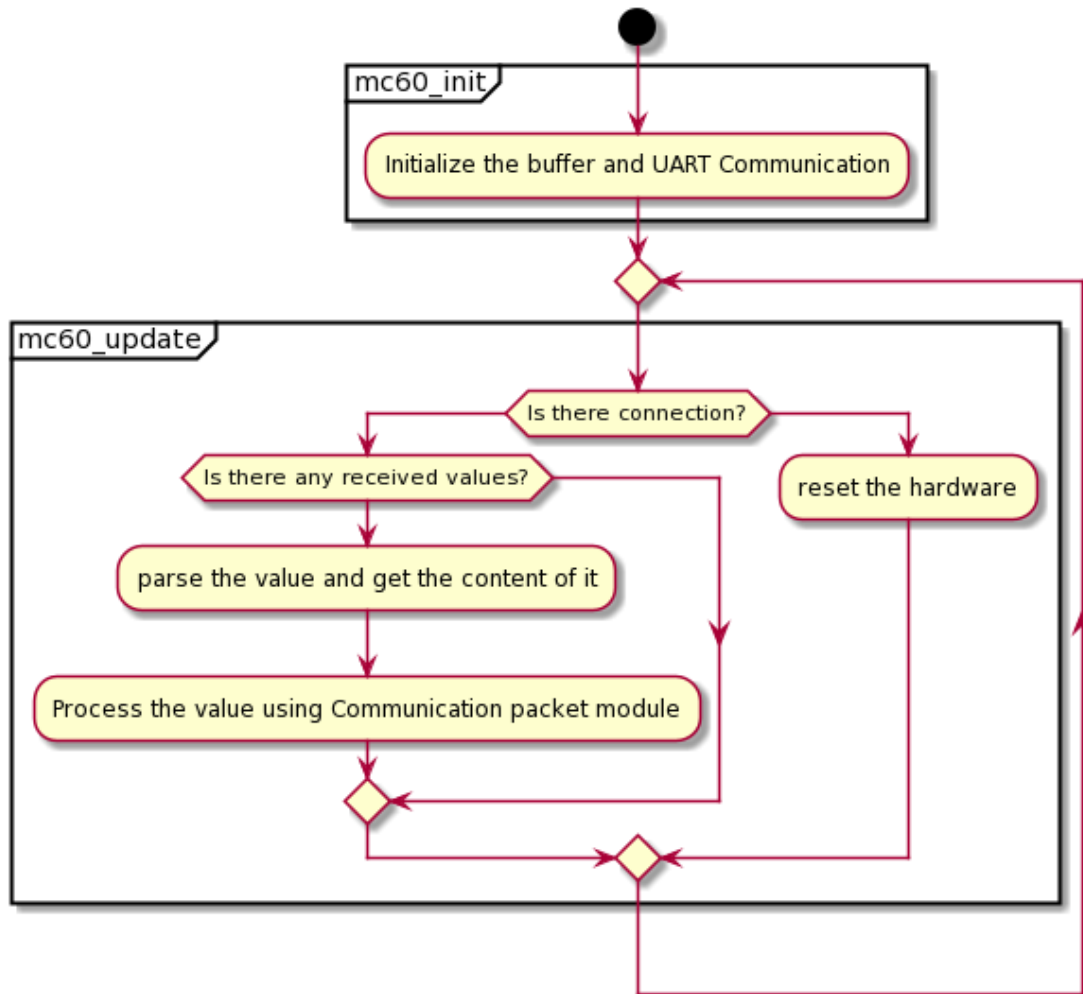 mc60_init
Initialize the buffer and UART Communication
mc60_update
Is there connection?
Is there any received values?
reset the hardware
parse the value and get the content of it
Process the value using Communication packet module